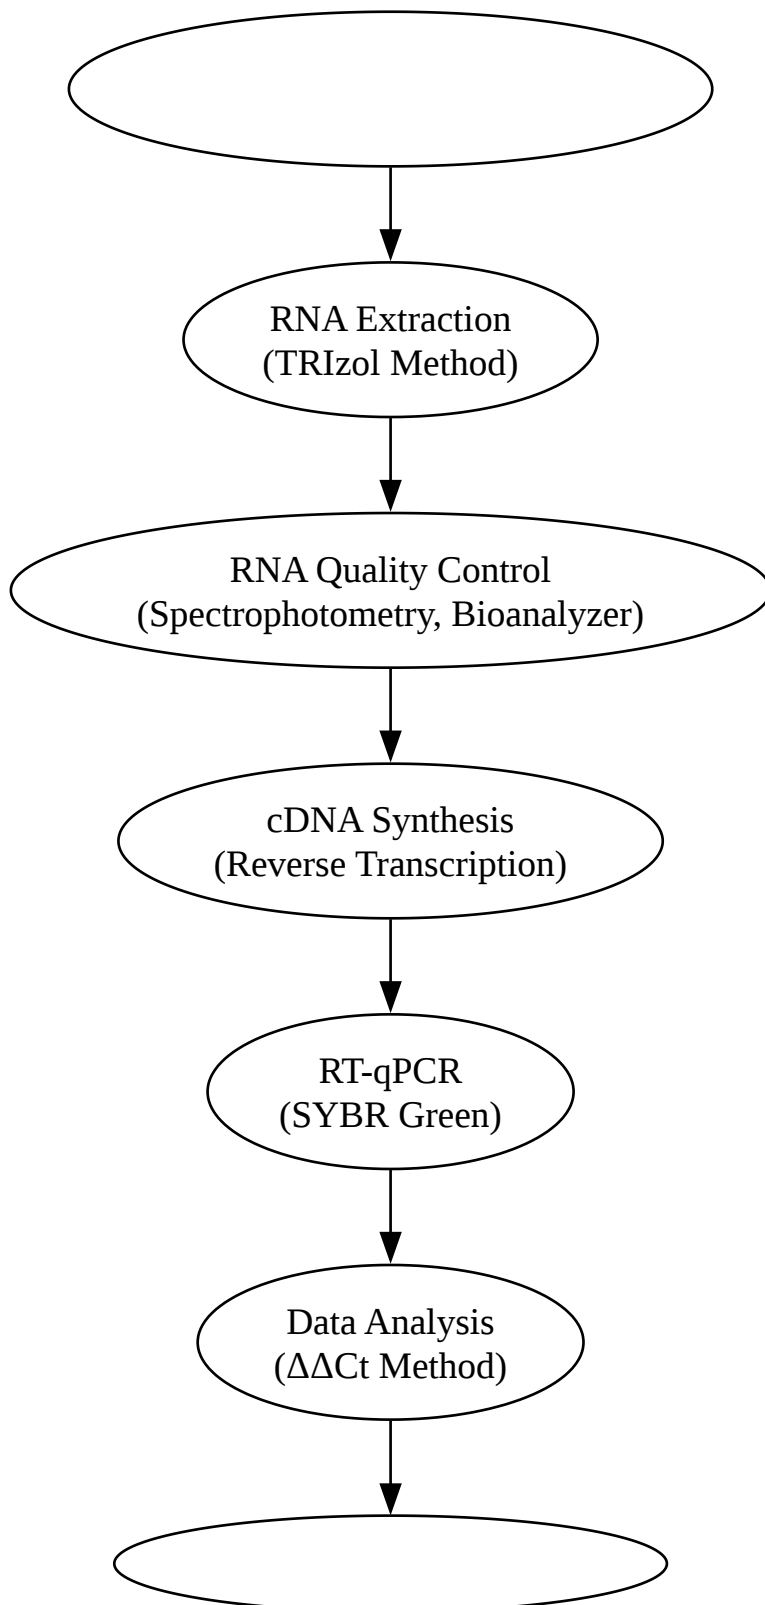 RNA Extraction
(TRIzol Method)
RNA Quality Control
(Spectrophotometry, Bioanalyzer)
cDNA Synthesis
(Reverse Transcription)
RT-qPCR
(SYBR Green)
Data Analysis
(ΔΔCt Method)